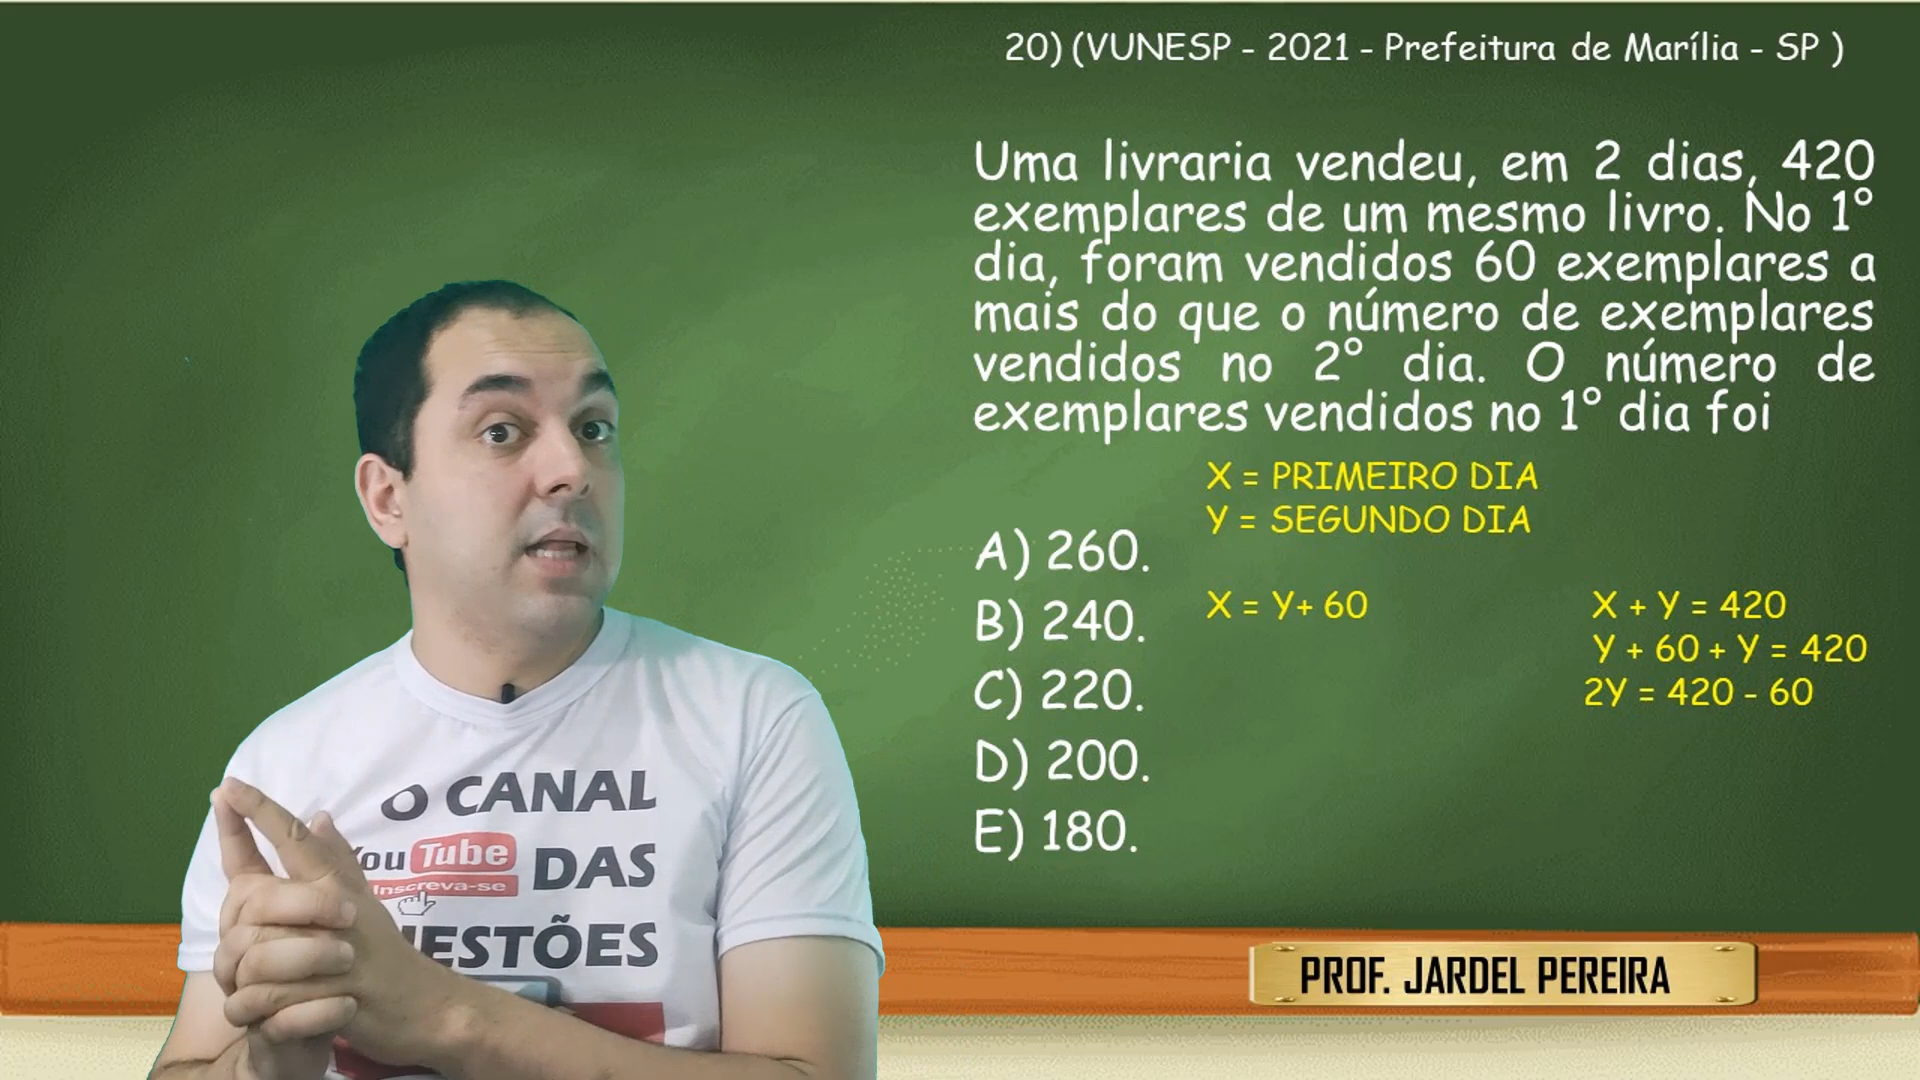 20) (VUNESP - 2021 - Prefeitura de Marília - SP )
Uma livraria vendeu, em 2 dias, 420
exemplares de um mesmo livro. No 1°
dia, foram vendidos 60 exemplares a
mais do que o número de exemplares
vendidos no 2° dia. O número de
exemplares vendidos no 1° dia foi
X = PRIMEIRO DIA
Y = SEGUNDO DIA
A) 260.
B) 240.
C) 220.
D) 200.
E) 180.
X = Y+ 60
X + Y = 420
Y + 60 + Y = 420
2Y = 420 - 60
O CANAL
YouTube DAS
Inscreva-se
ESTÕES
PROF. JARDEL PEREIRA